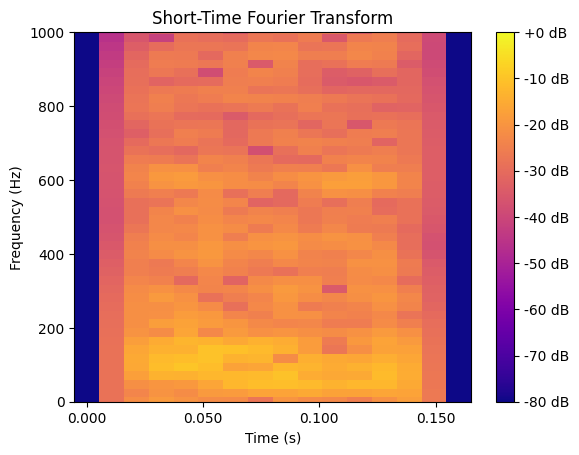 Short-Time Fourier Transform
Frequency (Hz)
1000
800
600
400
200
0
0.000
0.050
0.100
0.150
Time (s)
+0 dB
-10 dB
-20 dB
-30 dB
-40 dB
-50 dB
-60 dB
-70 dB
-80 dB